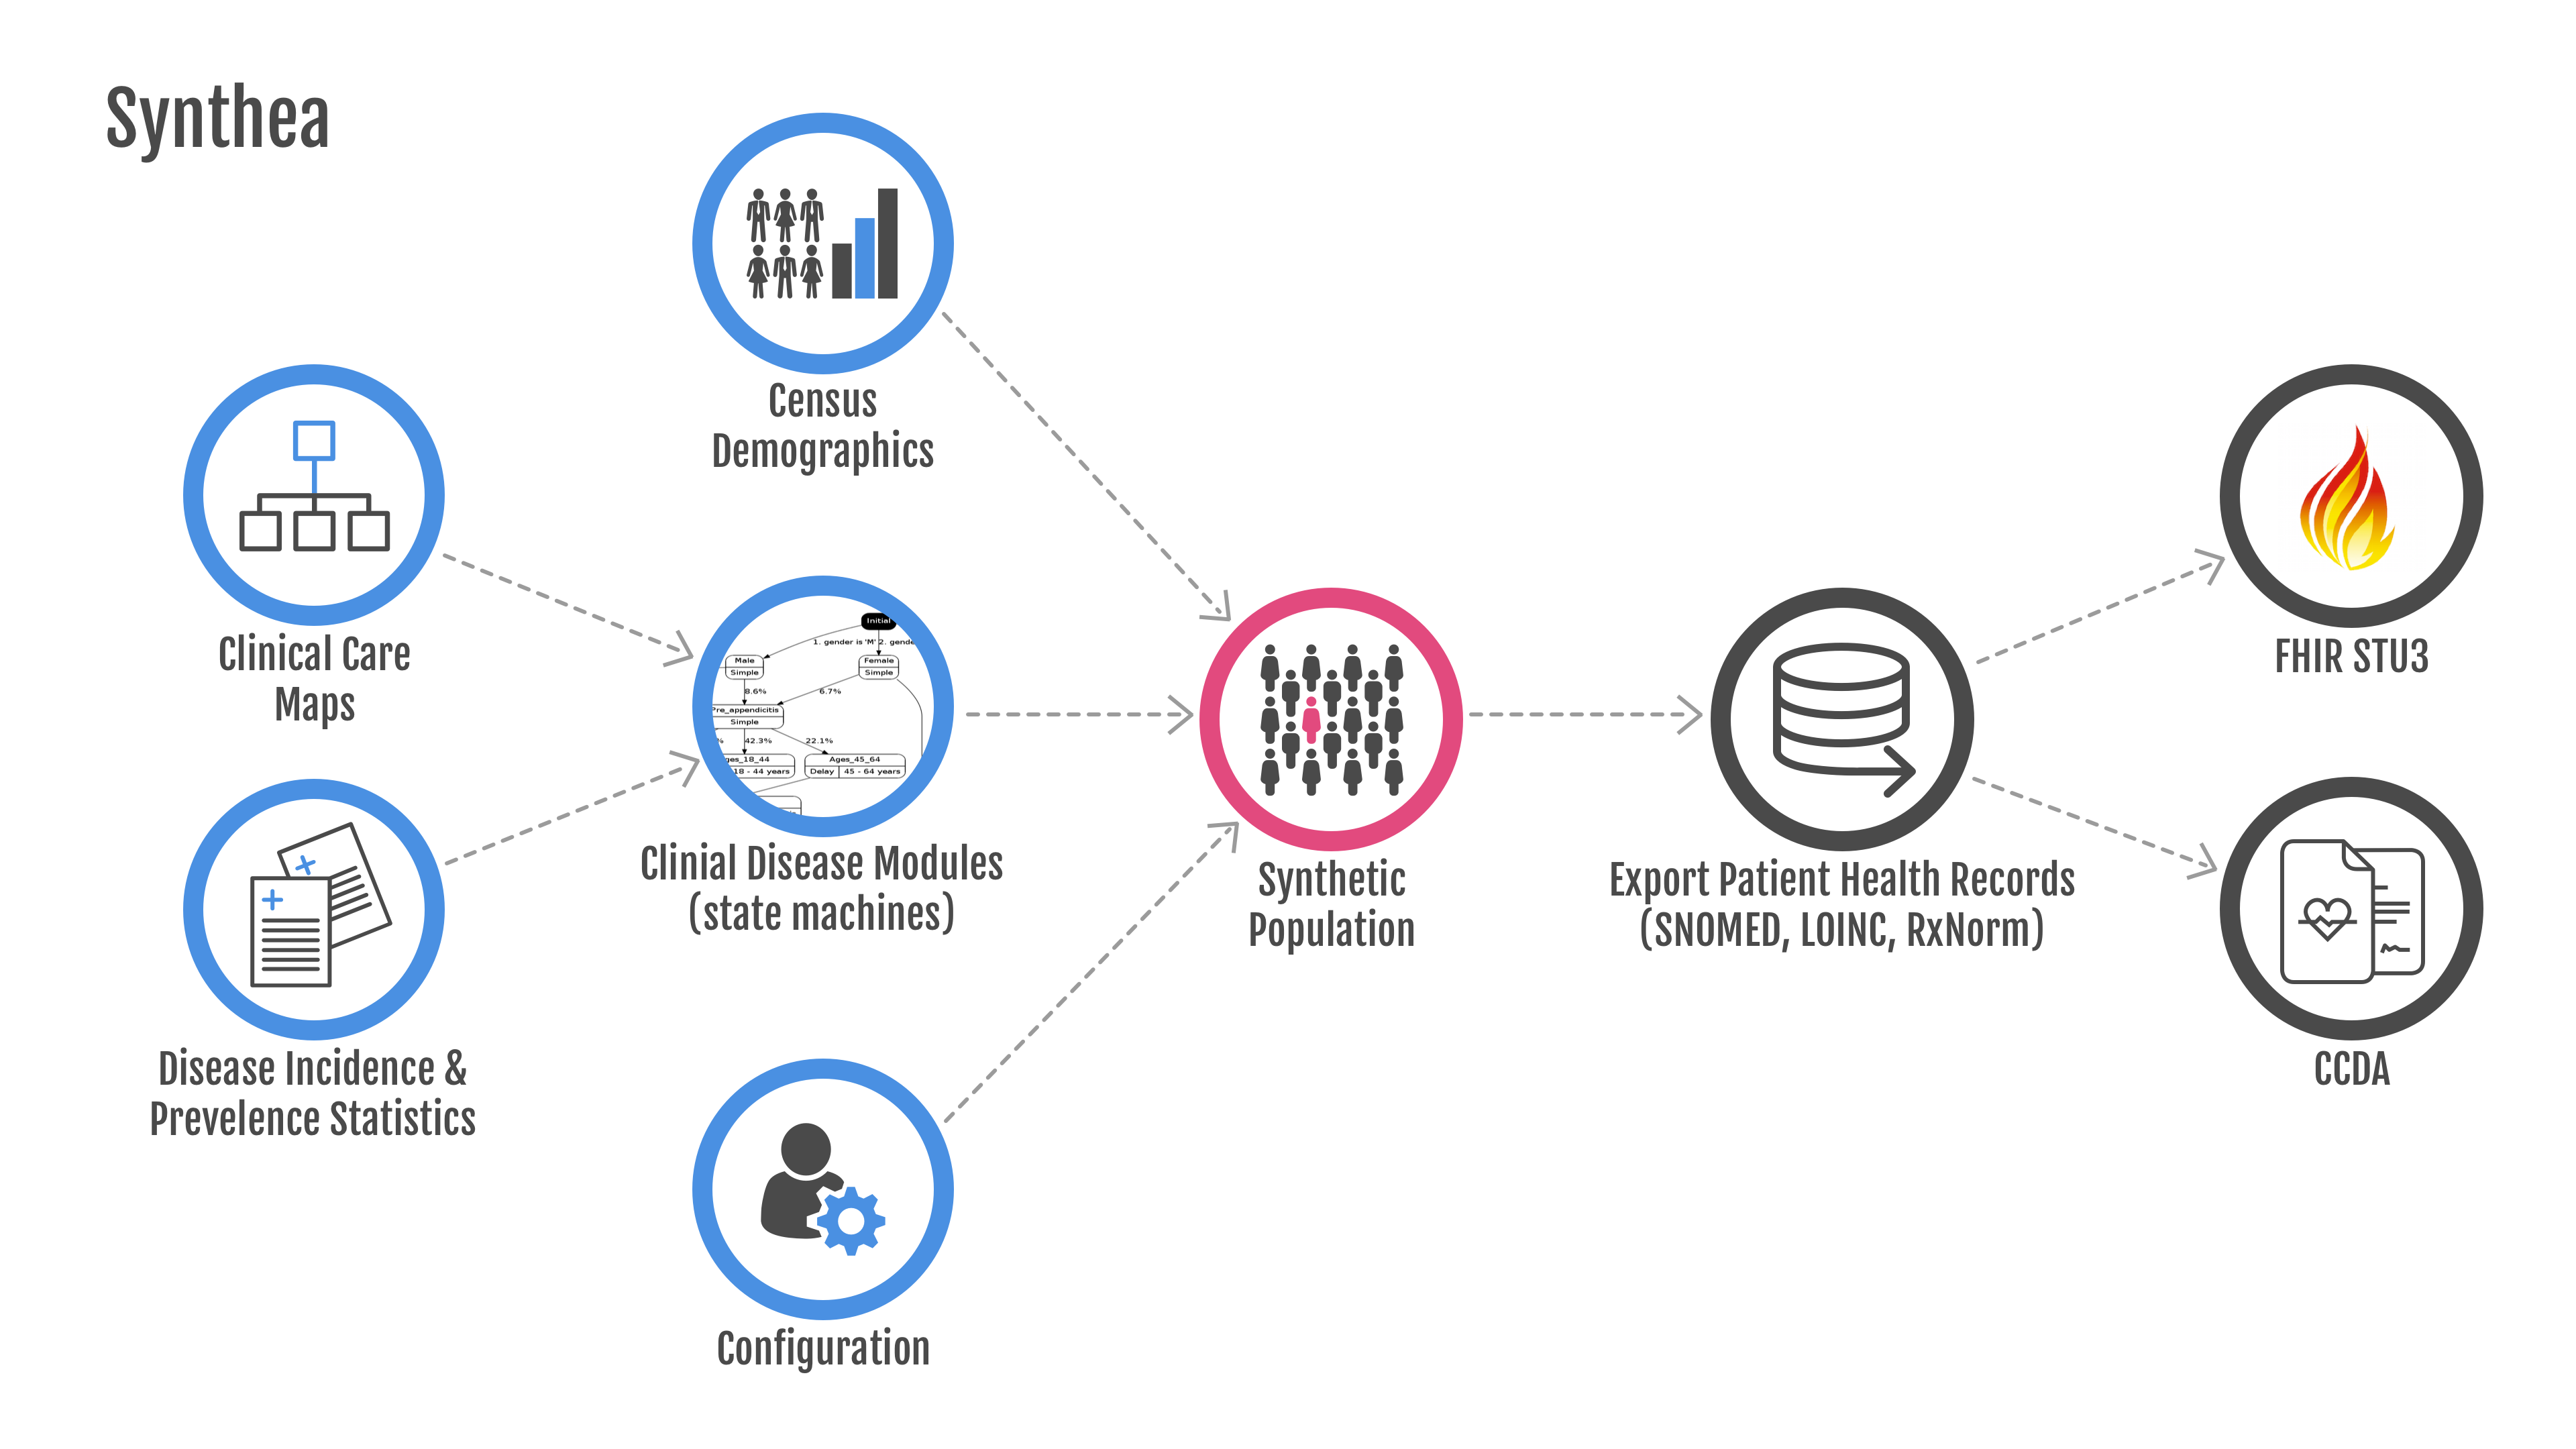 Synthea
Census
Demographics
Clinical Care
Maps
Initial
1. gender is 'M'
2.
Male
Simple
Female
Simple
8.6%
6.7%
Pre_appendicitis
Simple
%
42.3%
22.1%
18 - 44 years
Ages_45_64
Delay
45 - 64 years
Clinial Disease Modules
(state machines)
Disease Incidence &
Prevelence Statistics
Synthetic
Population
Export Patient Health Records
(SNOMED, LOINC, RxNorm)
FHIR STU3
CCDA
Configuration